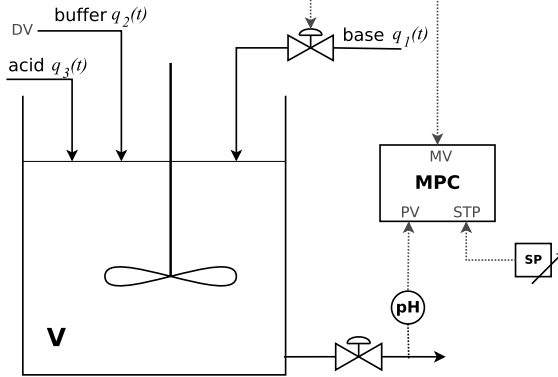 buffer q2(t)
DV
base q1(t)
acid q3(t)
MV
MPC
PV STP
SP
pH
V